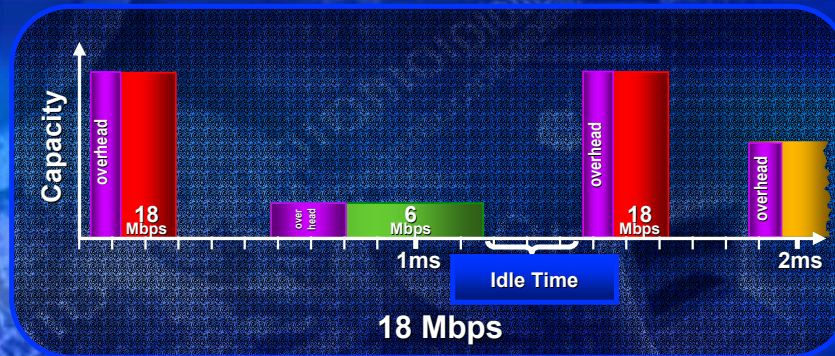 Capacity
overhead
18
Mbps
over
head
6
Mbps
overhead
18
Mbps
overhead
1ms
2ms
Idle Time
18 Mbps